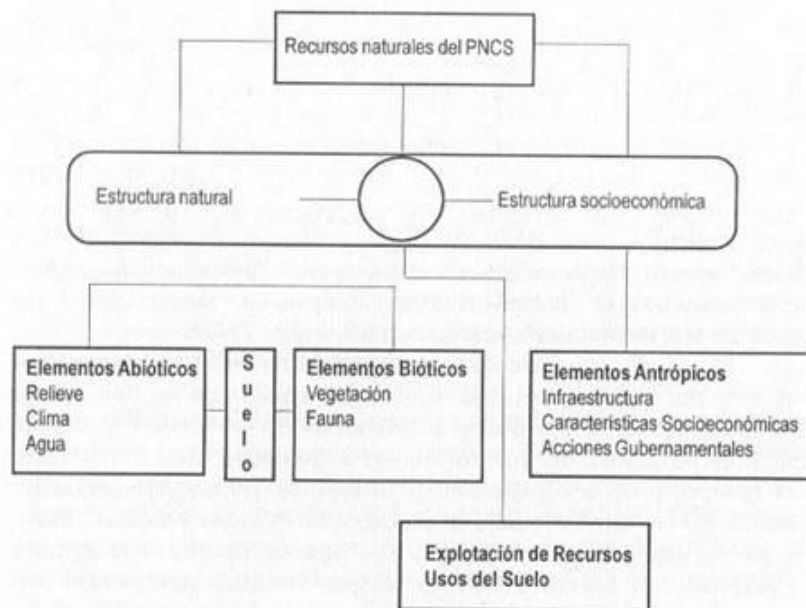 Recursos naturales del PNCS
Estructura natural
Estructura socioeconómica
Elementos Abióticos
Relieve
Clima
Agua
Suelo
Elementos Bióticos
Vegetación
Fauna
Elementos Antrópicos
Infraestructura
Características Socioeconómicas
Acciones Gubernamentales
Explotación de Recursos
Usos del Suelo